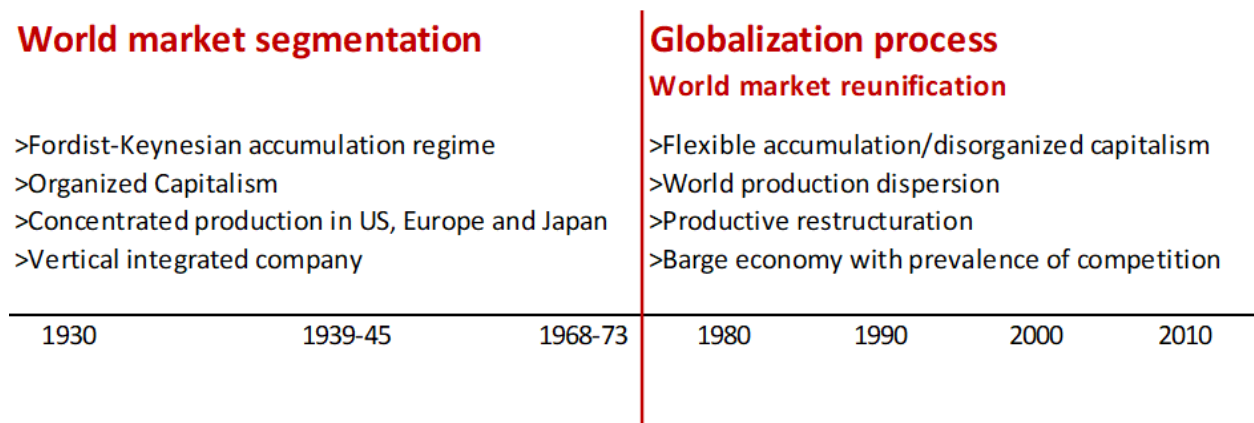 World market segmentation
>Fordist-Keynesian accumulation regime
>Organized Capitalism
>Concentrated production in US, Europe and Japan
>Vertical integrated company
Globalization process
World market reunification
>Flexible accumulation/disorganized capitalism
>World production dispersion
>Productive restructuration
>Barge economy with prevalence of competition
1930 1939-45 1968-73 1980 1990 2000 2010